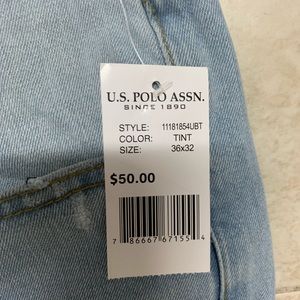 U.S. POLO ASSN.
SINCE 1890
STYLE: 11181854UBT
COLOR: TINT
SIZE: 36x32
$50.00
7 86667 67155 4